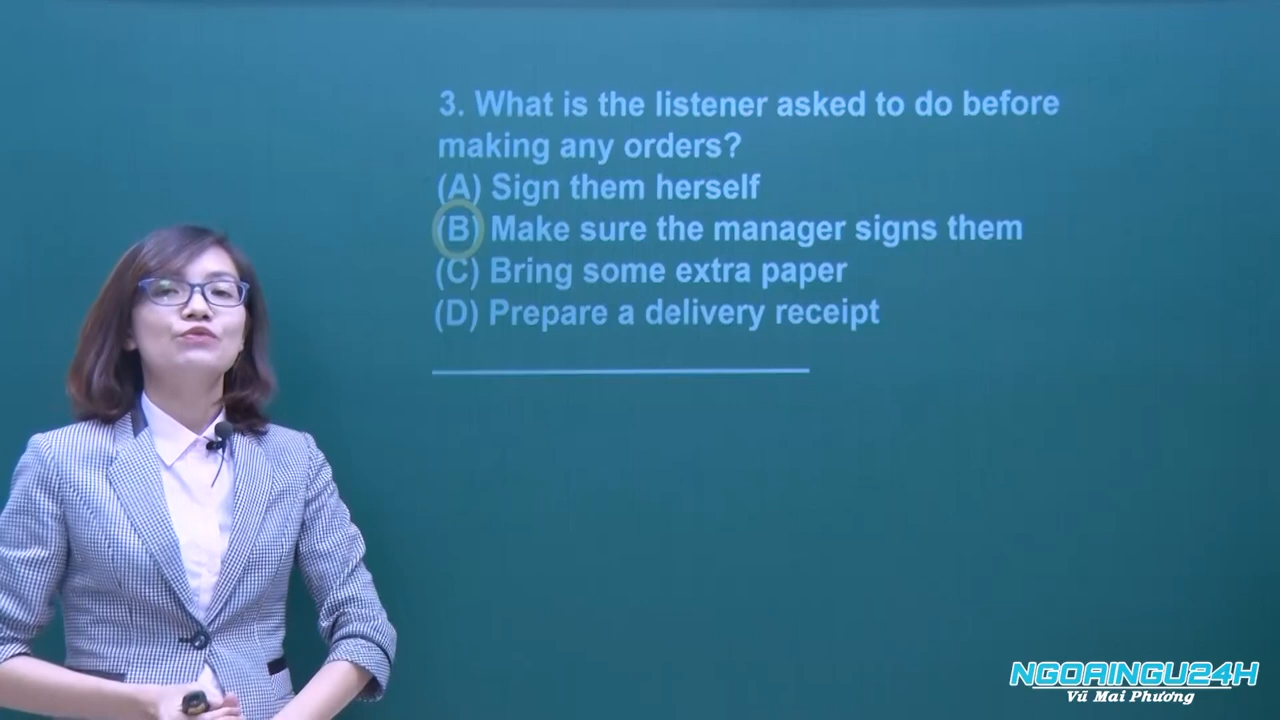 3. What is the listener asked to do before
making any orders?
(A) Sign them herself
(B) Make sure the manager signs them
(C) Bring some extra paper
(D) Prepare a delivery receipt
NGOAINGU24H
Vũ Mai Phương